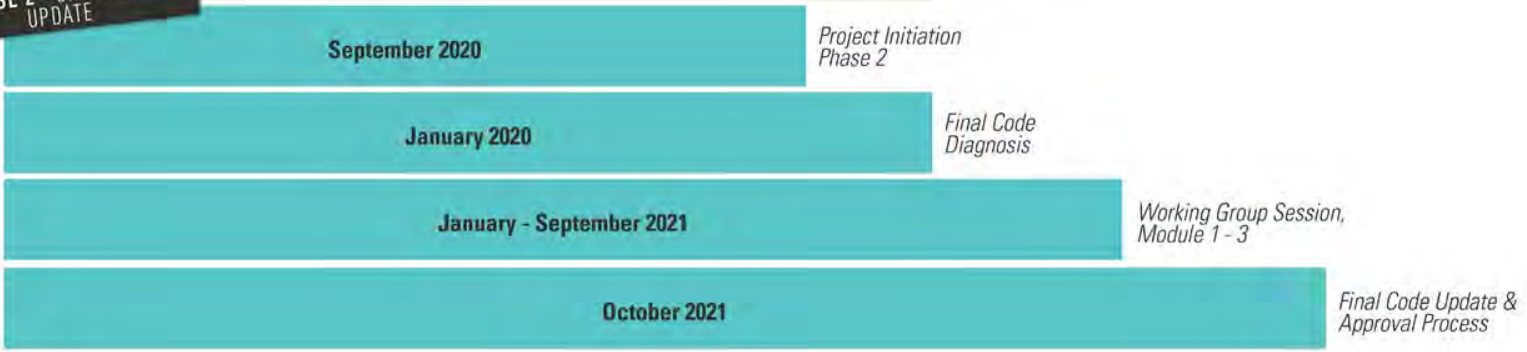 UPDATE
September 2020
Project Initiation
Phase 2
January 2020
Final Code
Diagnosis
January - September 2021
Working Group Session,
Module 1 - 3
October 2021
Final Code Update &
Approval Process